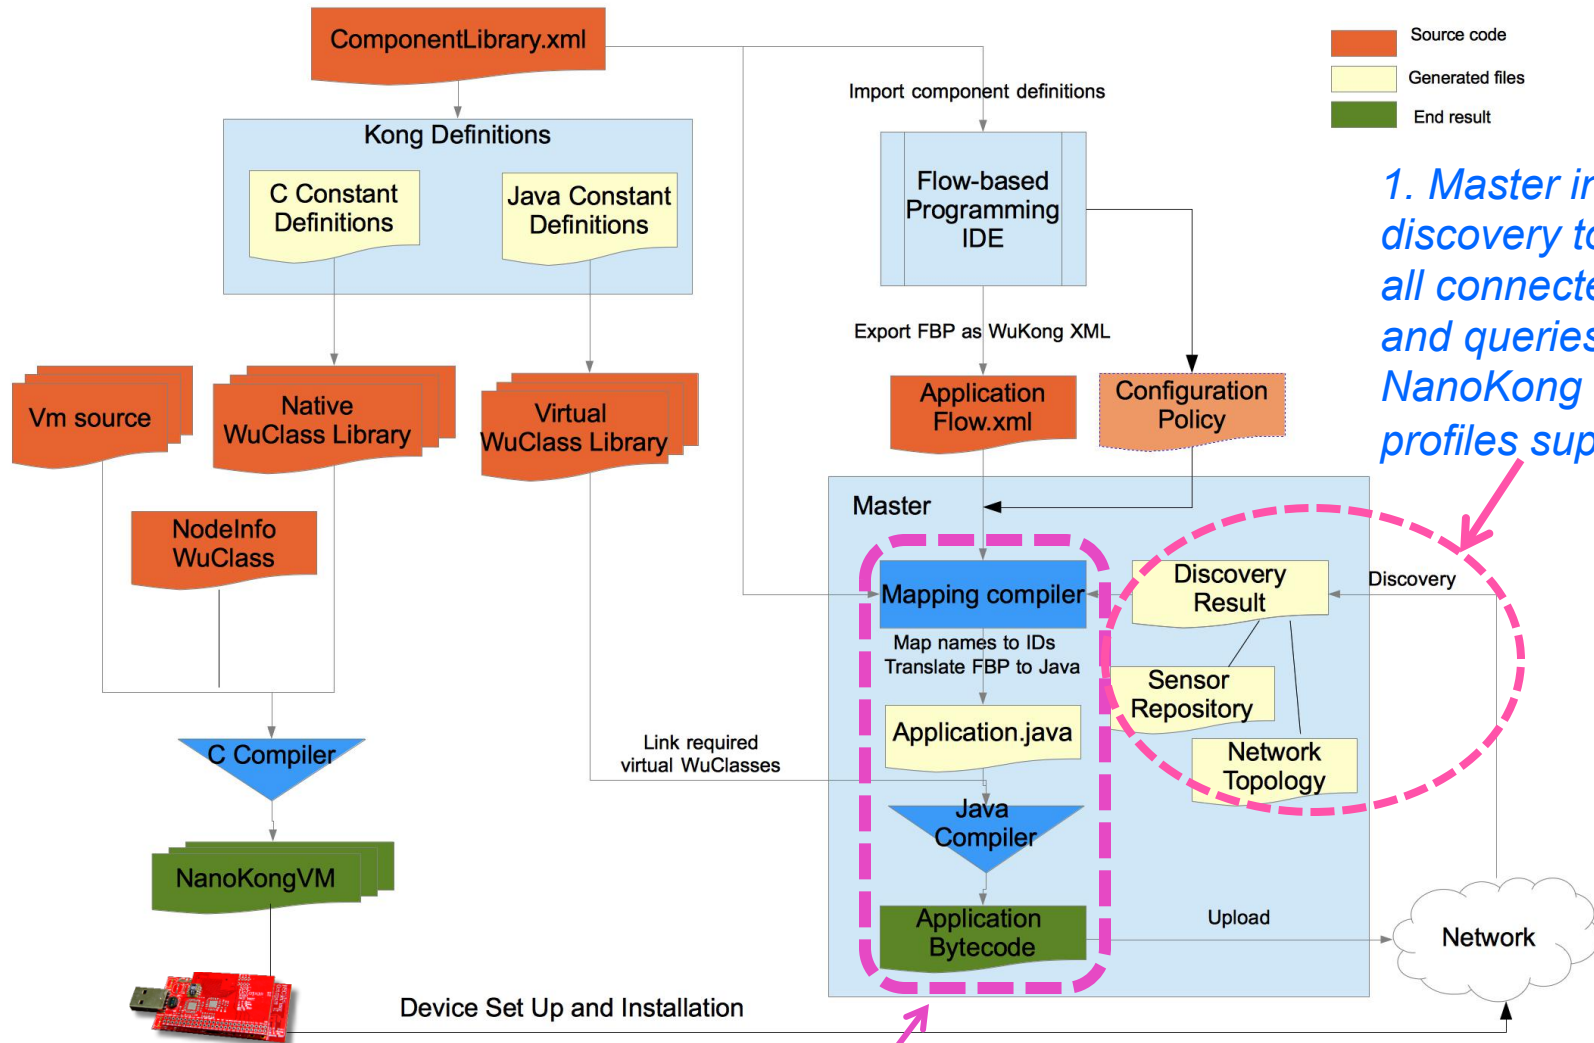 ComponentLibrary.xml
Source code
Generated files
End result
Import component definitions
Kong Definitions
C Constant
Definitions
Java Constant
Definitions
Flow-based
Programming
IDE
1. Master
discovery
all
and queries
NanoKong
profiles
Export FBP as WuKong XML
Vm source
Native
WuClass Library
Virtual
WuClass Library
Application
Flow.xml
Configuration
Policy
Master
NodeInfo
WuClass
Mapping compiler
Discovery
Result
Discovery
Map names to IDs
Translate FBP to Java
Sensor
Repository
Application.java
Network
Topology
C Compiler
Link required
virtual WuClasses
Java
Compiler
NanoKongVM
Application
Bytecode
Upload
Network
Device Set Up and Installation